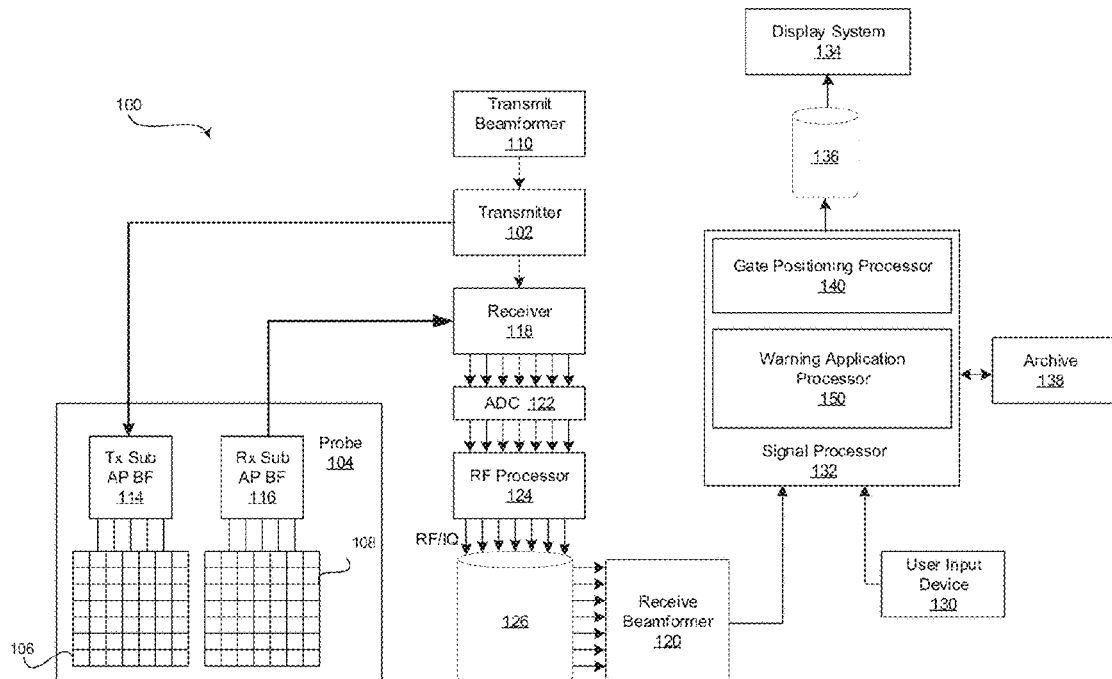 Display System
134
100
Transmit
Beamformer
110
136
Transmitter
102
Gate Positioning Processor
140
Receiver
118
Warning Application
Processor
150
Archive
138
ADC 122
Signal Processor
132
Probe
104
Tx Sub
AP BF
114
Rx Sub
AP BF
116
RF Processor
124
RF/IQ
108
User Input
Device
130
126
Receive
Beamformer
120
106